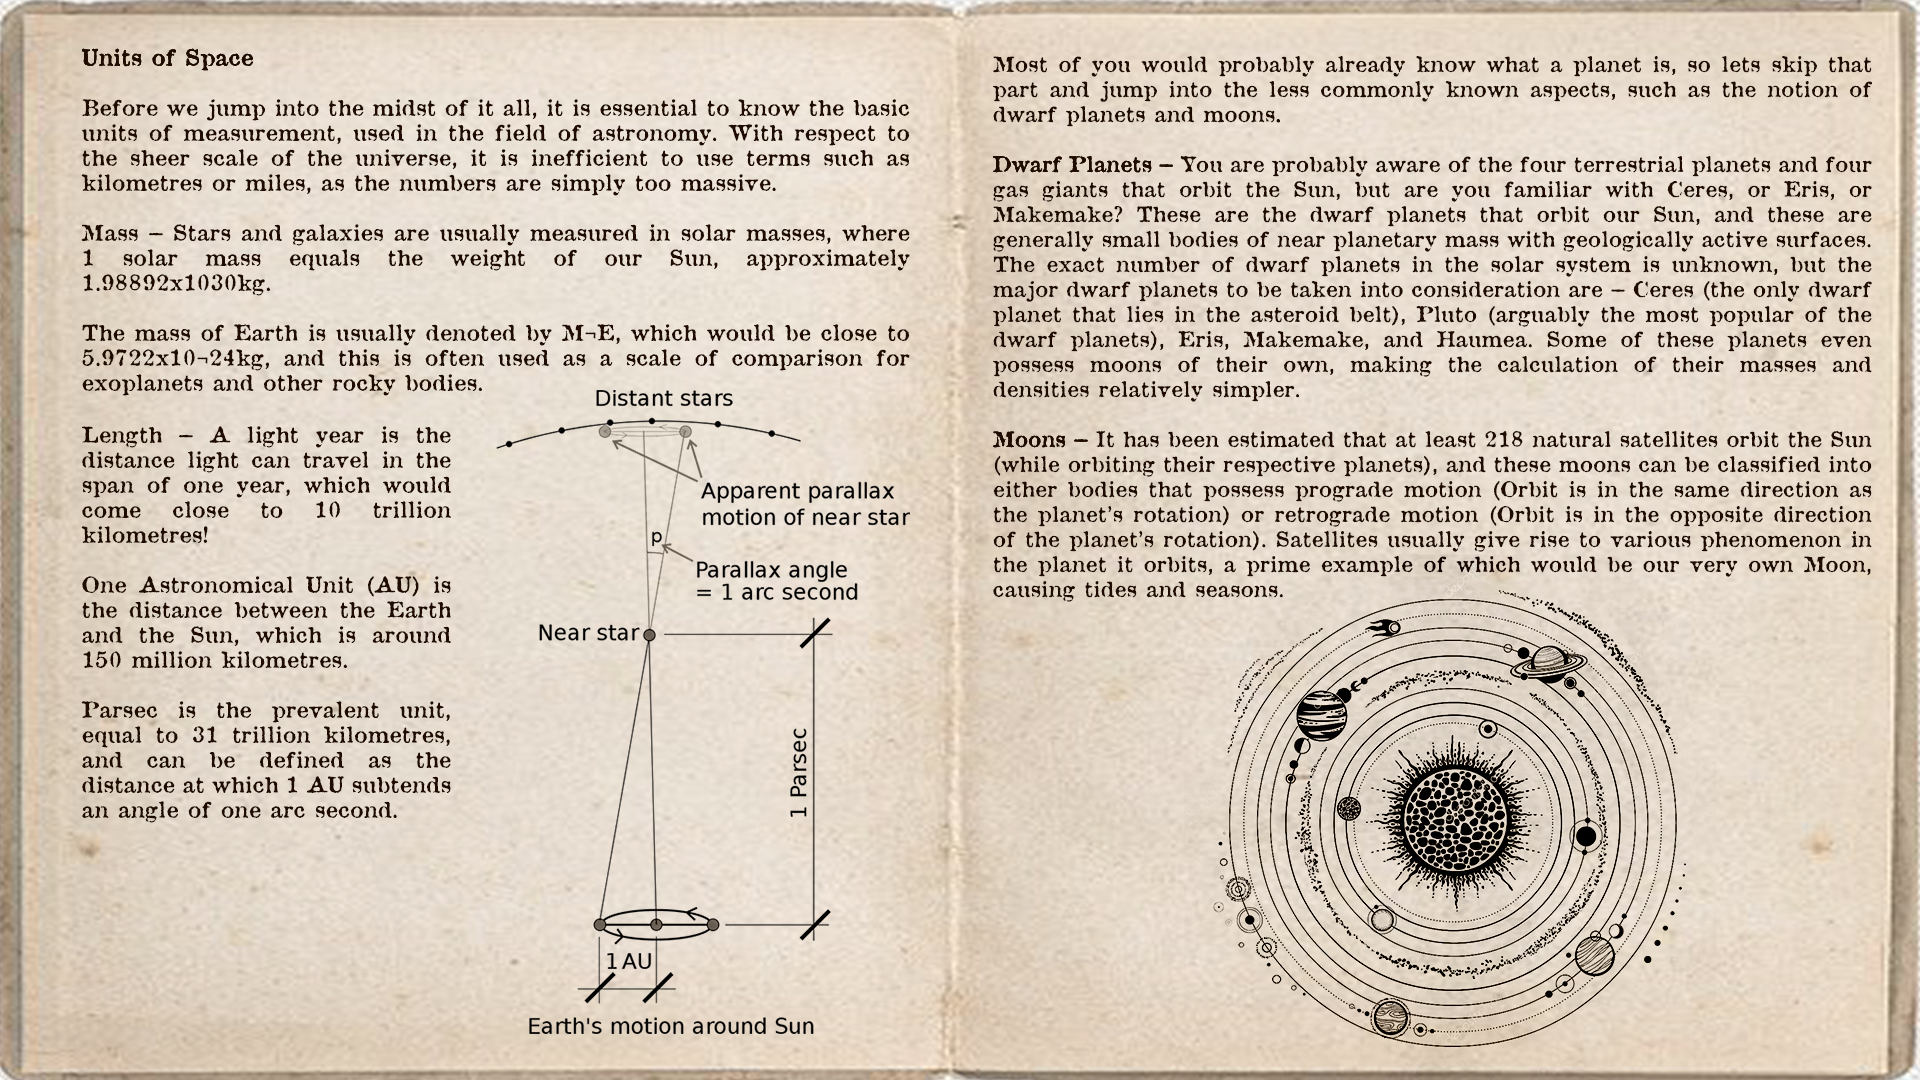 Units of Space
Before we jump into the midst of it all, it is essential to know the basic
units of measurement, used in the field of astronomy. With respect to
the sheer scale of the universe, it is inefficient to use terms such as
kilometres or miles, as the numbers are simply too massive.
Mass – Stars and galaxies are usually measured in solar masses, where
1 solar mass equals the weight of our Sun, approximately
1.98892x1030kg.
The mass of Earth is usually denoted by M¬E, which would be close to
5.9722x10¬24kg, and this is often used as a scale of comparison for
exoplanets and other rocky bodies.
Length – A light year is the
distance light can travel in the
span of one year, which would
come close to 10 trillion
kilometres!
One Astronomical Unit (AU) is
the distance between the Earth
and the Sun, which is around
150 million kilometres.
Parsec is the prevalent unit,
equal to 31 trillion kilometres,
and can be defined as the
distance at which 1 AU subtends
an angle of one arc second.
Distant stars
Apparent parallax
motion of near star
p
Parallax angle
= 1 arc second
Near star
1 Parsec
1 AU
Earth's motion around Sun
Most of you would probably already know what a planet is, so lets skip that
part and jump into the less commonly known aspects, such as the notion of
dwarf planets and moons.
Dwarf Planets – You are probably aware of the four terrestrial planets and four
gas giants that orbit the Sun, but are you familiar with Ceres, or Eris, or
Makemake? These are the dwarf planets that orbit our Sun, and these are
generally small bodies of near planetary mass with geologically active surfaces.
The exact number of dwarf planets in the solar system is unknown, but the
major dwarf planets to be taken into consideration are – Ceres (the only dwarf
planet that lies in the asteroid belt), Pluto (arguably the most popular of the
dwarf planets), Eris, Makemake, and Haumea. Some of these planets even
possess moons of their own, making the calculation of their masses and
densities relatively simpler.
Moons – It has been estimated that at least 218 natural satellites orbit the Sun
(while orbiting their respective planets), and these moons can be classified into
either bodies that possess prograde motion (Orbit is in the same direction as
the planet's rotation) or retrograde motion (Orbit is in the opposite direction
of the planet's rotation). Satellites usually give rise to various phenomenon in
the planet it orbits, a prime example of which would be our very own Moon,
causing tides and seasons.